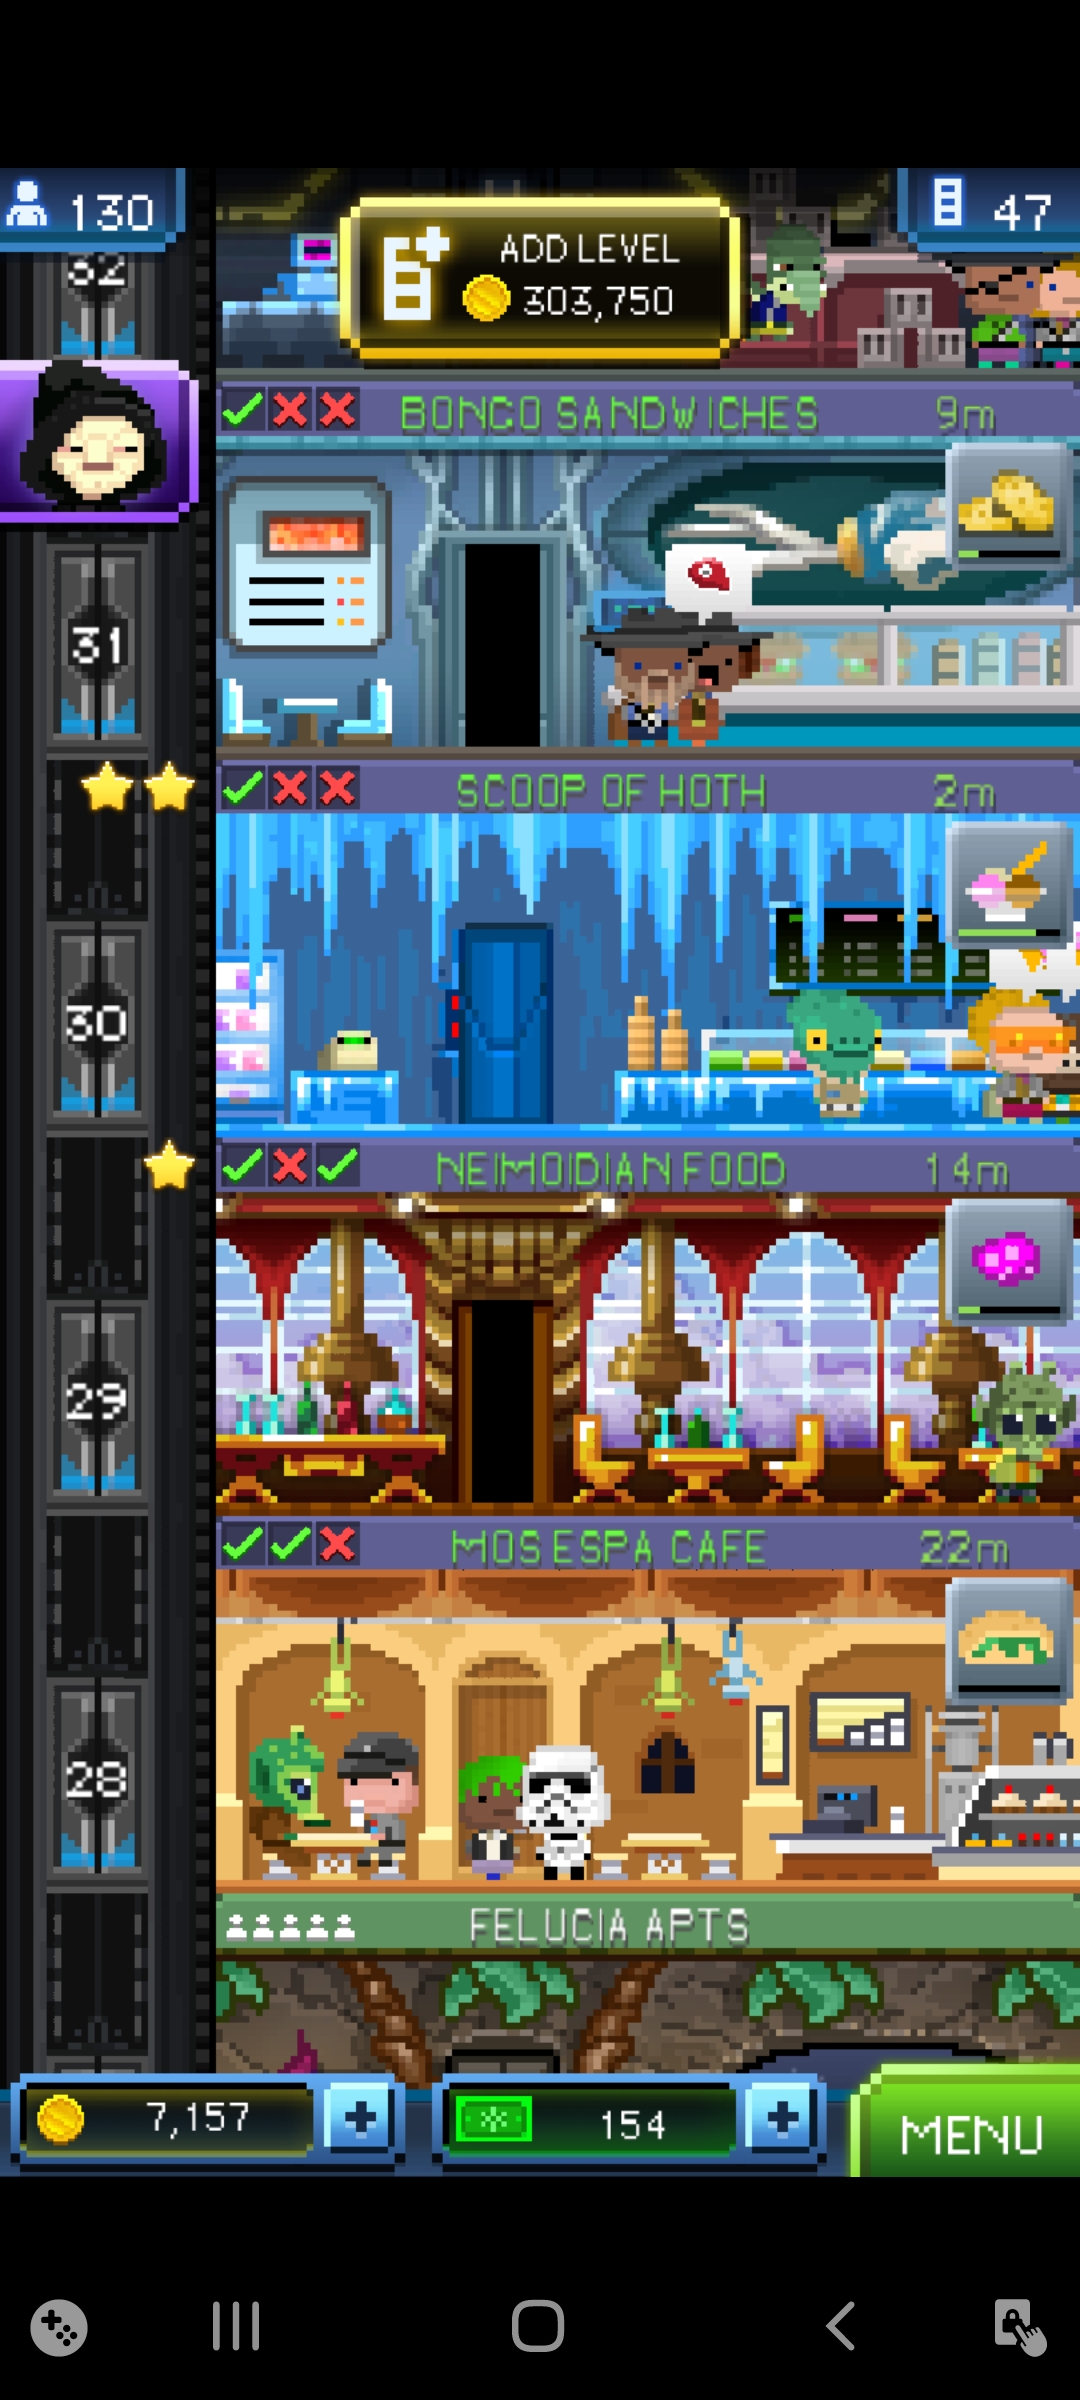 130
47
ADD LEVEL
303,750
32
BONGO SANDWICHES 9m
31
SCOOP OF HOTH 2m
30
NEIMOIDIAN FOOD 14m
29
MOS ESPA CAFE 22m
28
FELUCIA APTS
7,157
154
MENU